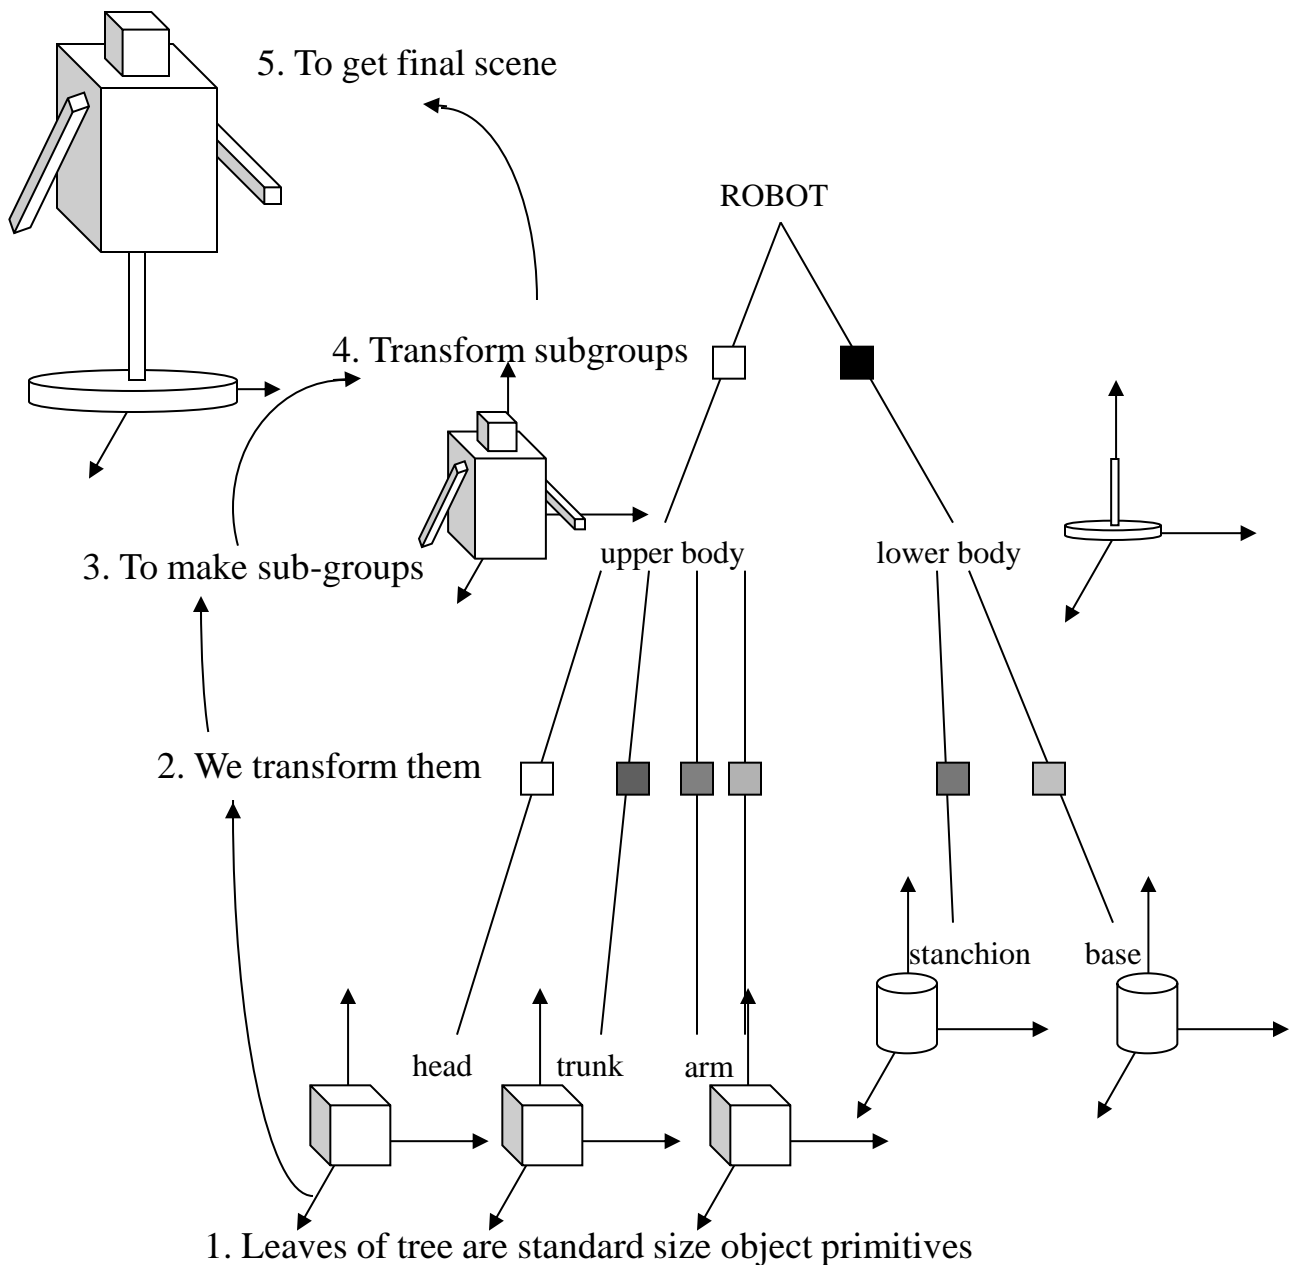 5. To get final scene
ROBOT
4. Transform subgroups
upper body
lower body
3. To make sub-groups
2. We transform them
stanchion
base
head
trunk
arm
1. Leaves of tree are standard size object primitives